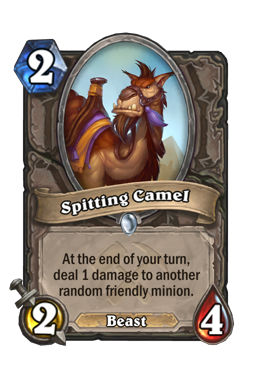 2
Spitting Camel
At the end of your turn,
deal 1 damage to another
random friendly minion.
2
Beast
4